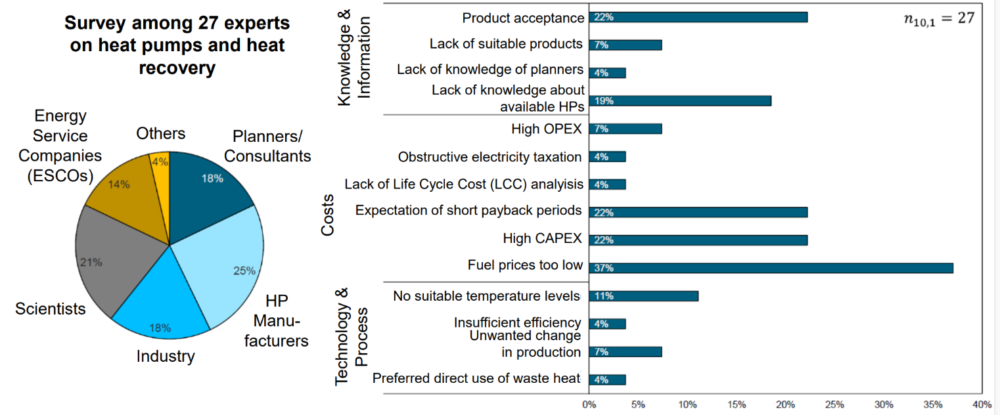 Survey among 27 experts
on heat pumps and heat
recovery
Energy
Service
Companies
(ESCOs)
Others
Planners/
Consultants
4%
18%
14%
21%
25%
18%
Scientists
HP
Manu-
facturers
Industry
Knowledge &
Information
Product acceptance 22%
n10,1 = 27
Lack of suitable products 7%
Lack of knowledge of planners 4%
Lack of knowledge about
available HPs 19%
Costs
High OPEX 7%
Obstructive electricity taxation 4%
Lack of Life Cycle Cost (LCC) analyisis 4%
Expectation of short payback periods 22%
High CAPEX 22%
Fuel prices too low 37%
Technology &
Process
No suitable temperature levels 11%
Insufficient efficiency 4%
Unwanted change
in production 7%
Preferred direct use of waste heat 4%
0% 5% 10% 15% 20% 25% 30% 35% 40%